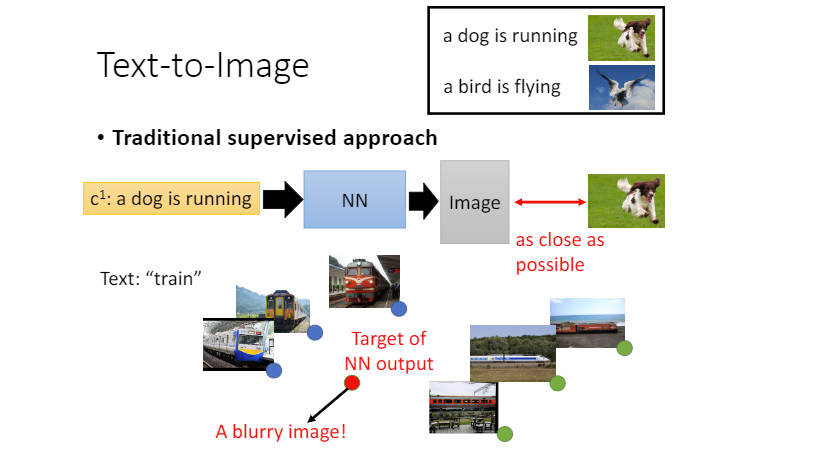 Text-to-Image
a dog is running
a bird is flying
• Traditional supervised approach
c¹: a dog is running
NN
Image
as close as
possible
Text: “train”
Target of
NN output
A blurry image!